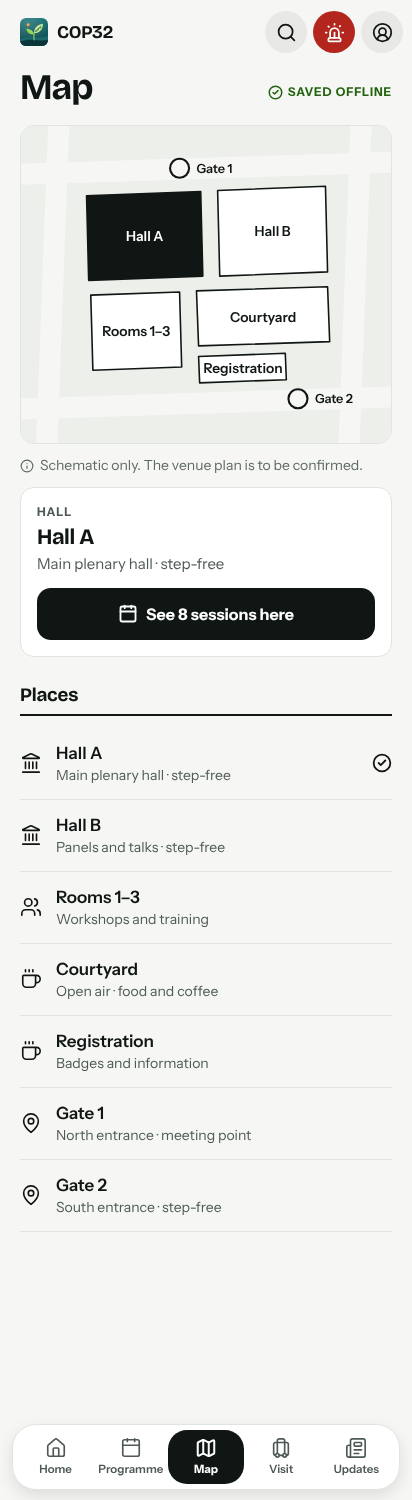 COP32
Map
SAVED OFFLINE
Gate 1
Hall A
Hall B
Rooms 1–3
Courtyard
Registration
Gate 2
Schematic only. The venue plan is to be confirmed.
HALL
Hall A
Main plenary hall · step-free
See 8 sessions here
Places
Hall A
Main plenary hall · step-free
Hall B
Panels and talks · step-free
Rooms 1–3
Workshops and training
Courtyard
Open air · food and coffee
Registration
Badges and information
Gate 1
North entrance · meeting point
Gate 2
South entrance · step-free
Home
Programme
Map
Visit
Updates